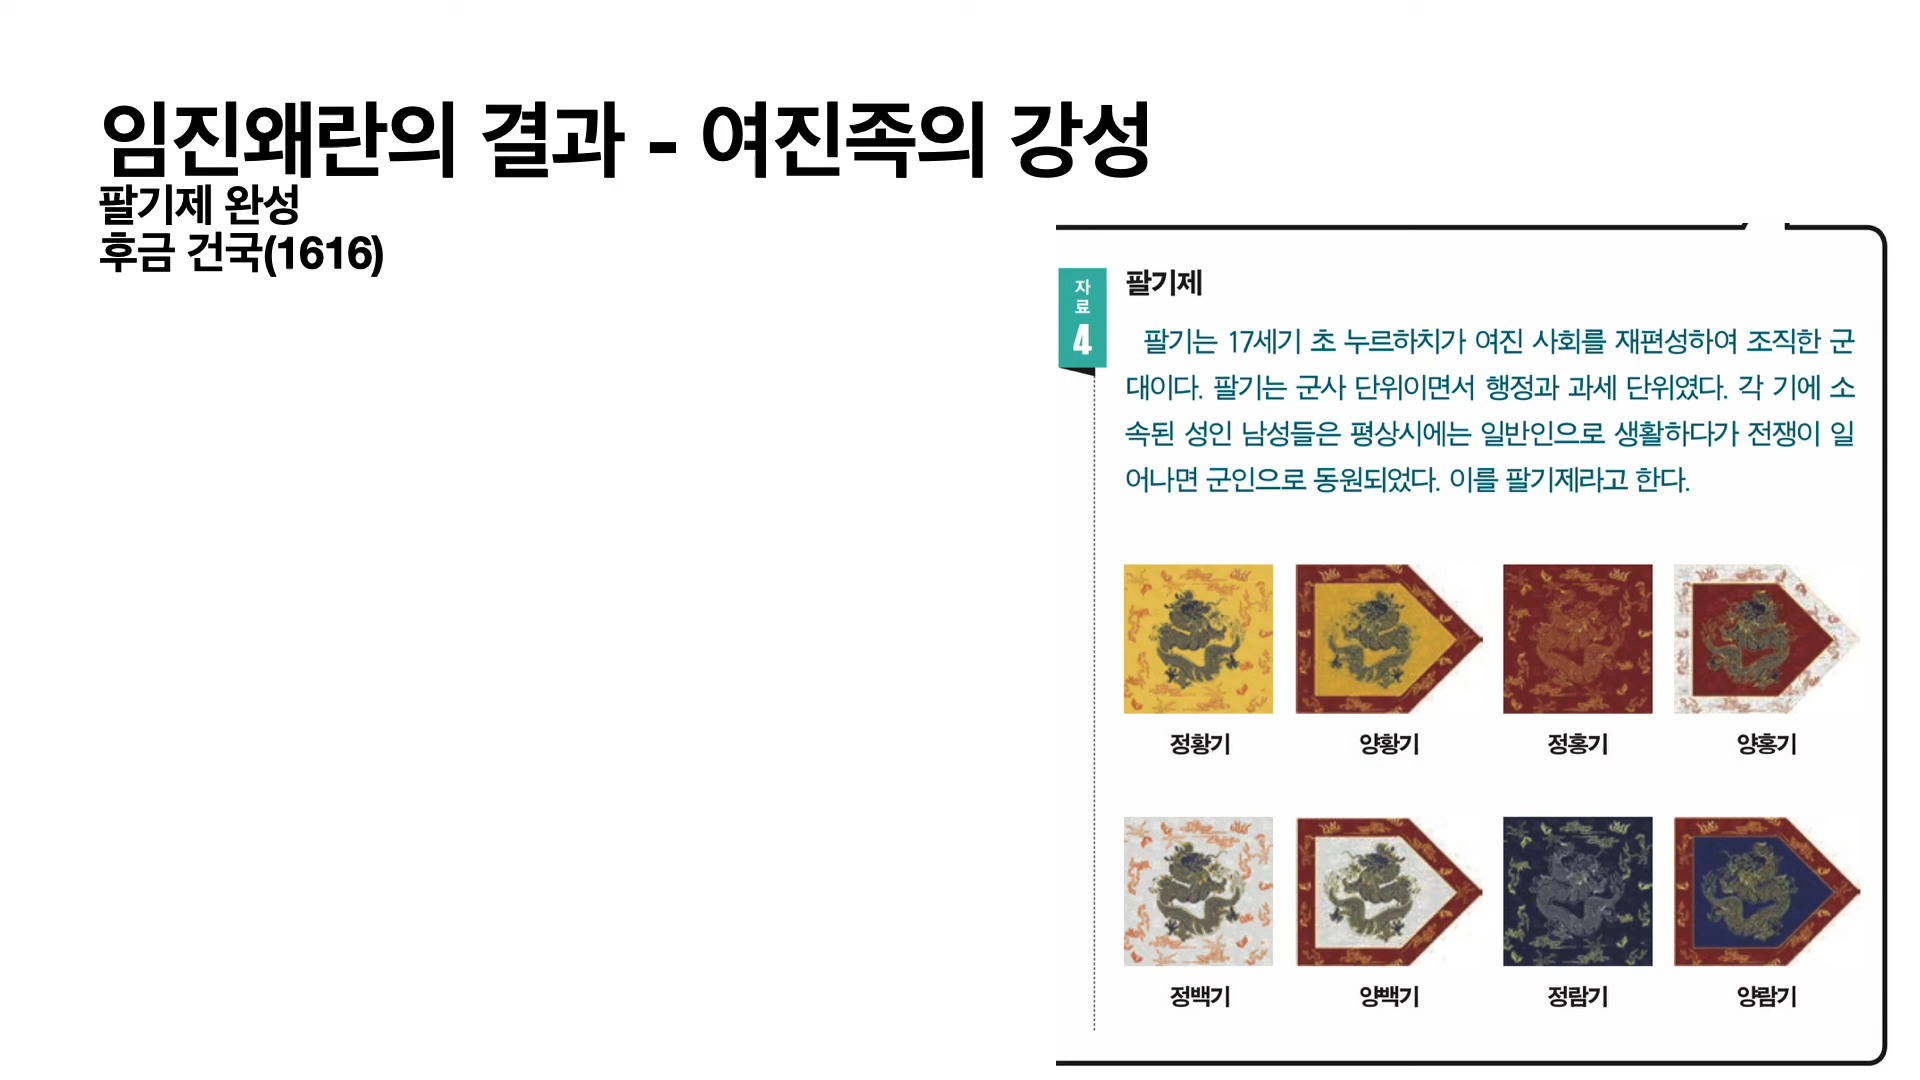 임진왜란의 결과 - 여진족의 강성
팔기제 완성
후금 건국(1616)
자료
4
팔기제
팔기는 17세기 초 누르하치가 여진 사회를 재편성하여 조직한 군
대이다. 팔기는 군사 단위이면서 행정과 과세 단위였다. 각 기에 소
속된 성인 남성들은 평상시에는 일반인으로 생활하다가 전쟁이 일
어나면 군인으로 동원되었다. 이를 팔기제라고 한다.
정황기 양황기 정홍기 양홍기
정백기 양백기 정람기 양람기